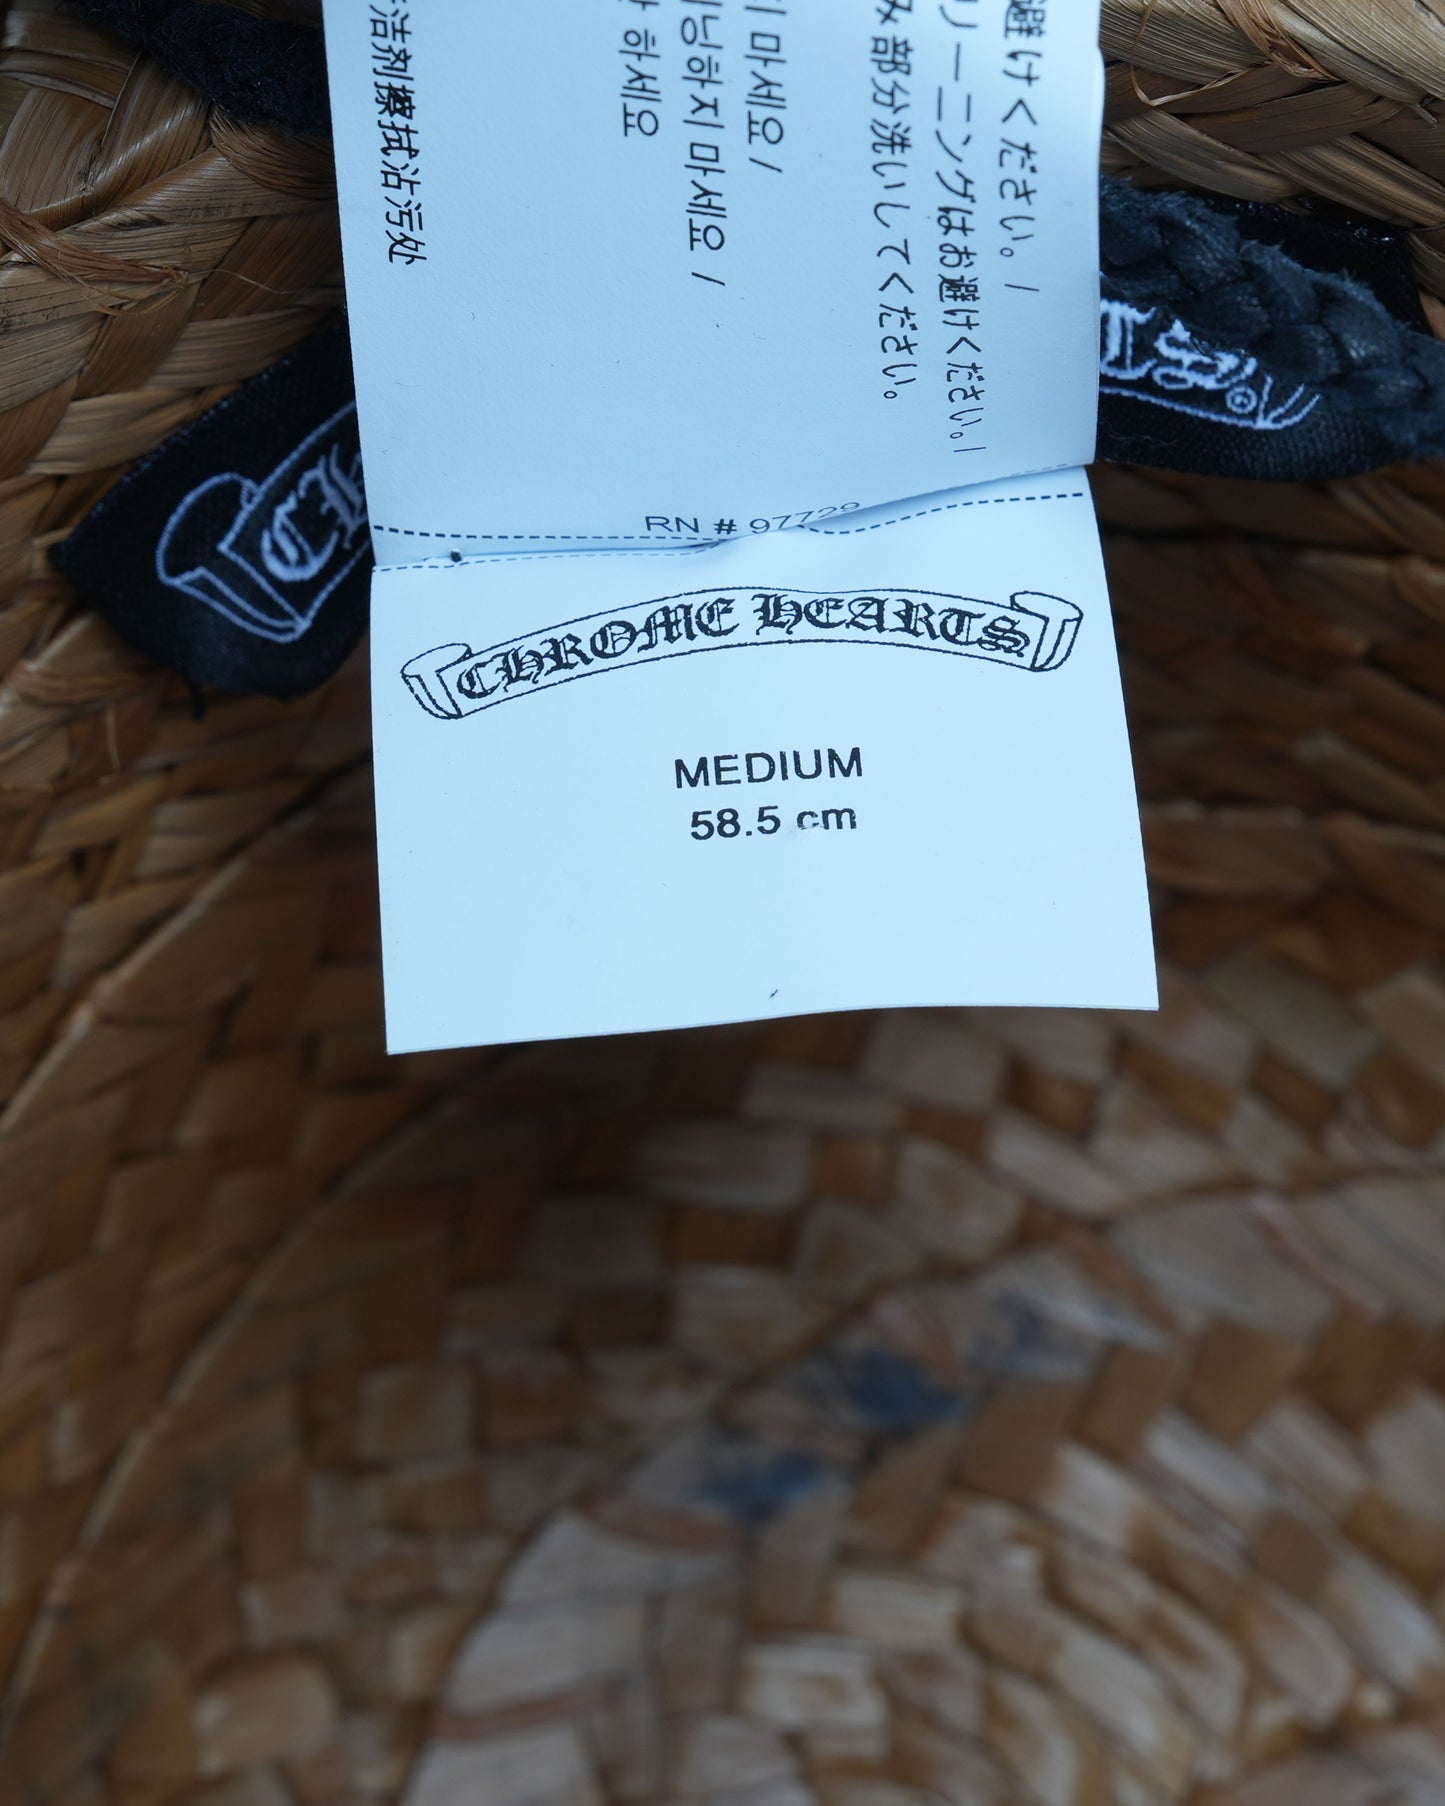 避けください。/
リーニングはお避けください。/
み部分洗いしてください。
지 마세요 /
닝하지 마세요 /
하세요
洁剂擦拭沾污处
RN # 97729
CHROME HEARTS
MEDIUM
58.5 cm
CH
TS®